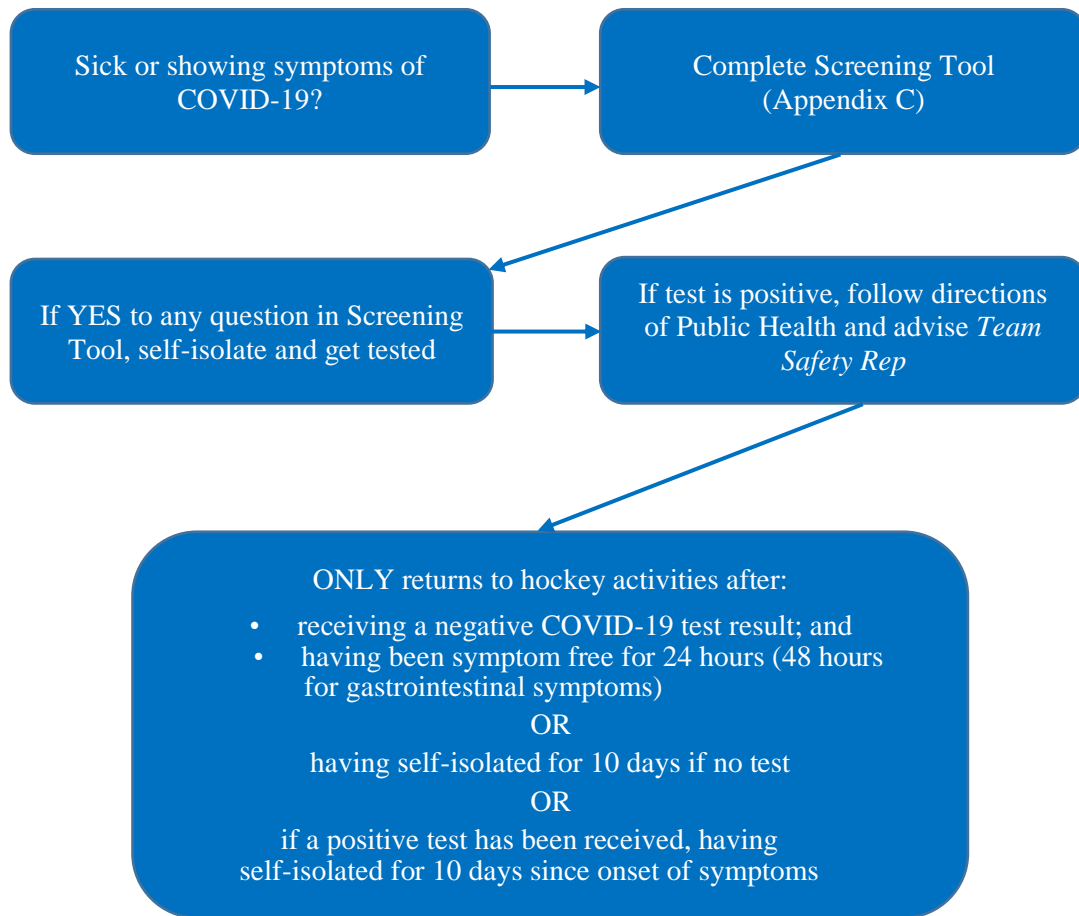 Sick or showing symptoms of
COVID-19?
Complete Screening Tool
(Appendix C)
If YES to any question in Screening
Tool, self-isolate and get tested
If test is positive, follow directions
of Public Health and advise Team
Safety Rep
ONLY returns to hockey activities after:
• receiving a negative COVID-19 test result; and
• having been symptom free for 24 hours (48 hours
for gastrointestinal symptoms)
OR
having self-isolated for 10 days if no test
OR
if a positive test has been received, having
self-isolated for 10 days since onset of symptoms